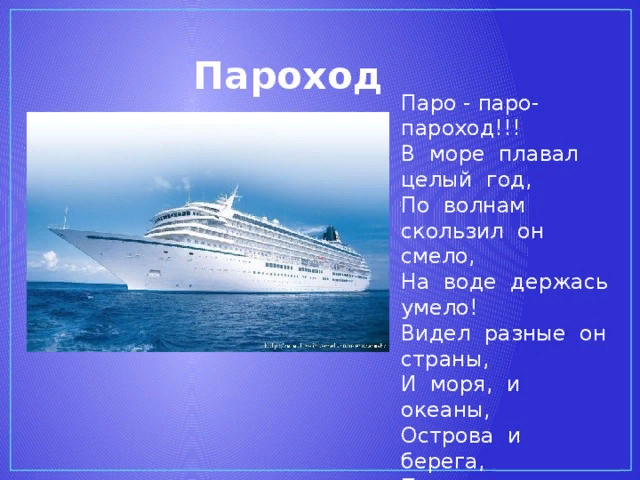 Пароход
Паро - паро-
пароход!!!
В море плавал
целый год,
По волнам
скользил он
смело,
На воде держась
умело!
Видел разные он
страны,
И моря, и
океаны,
Острова и
берега,